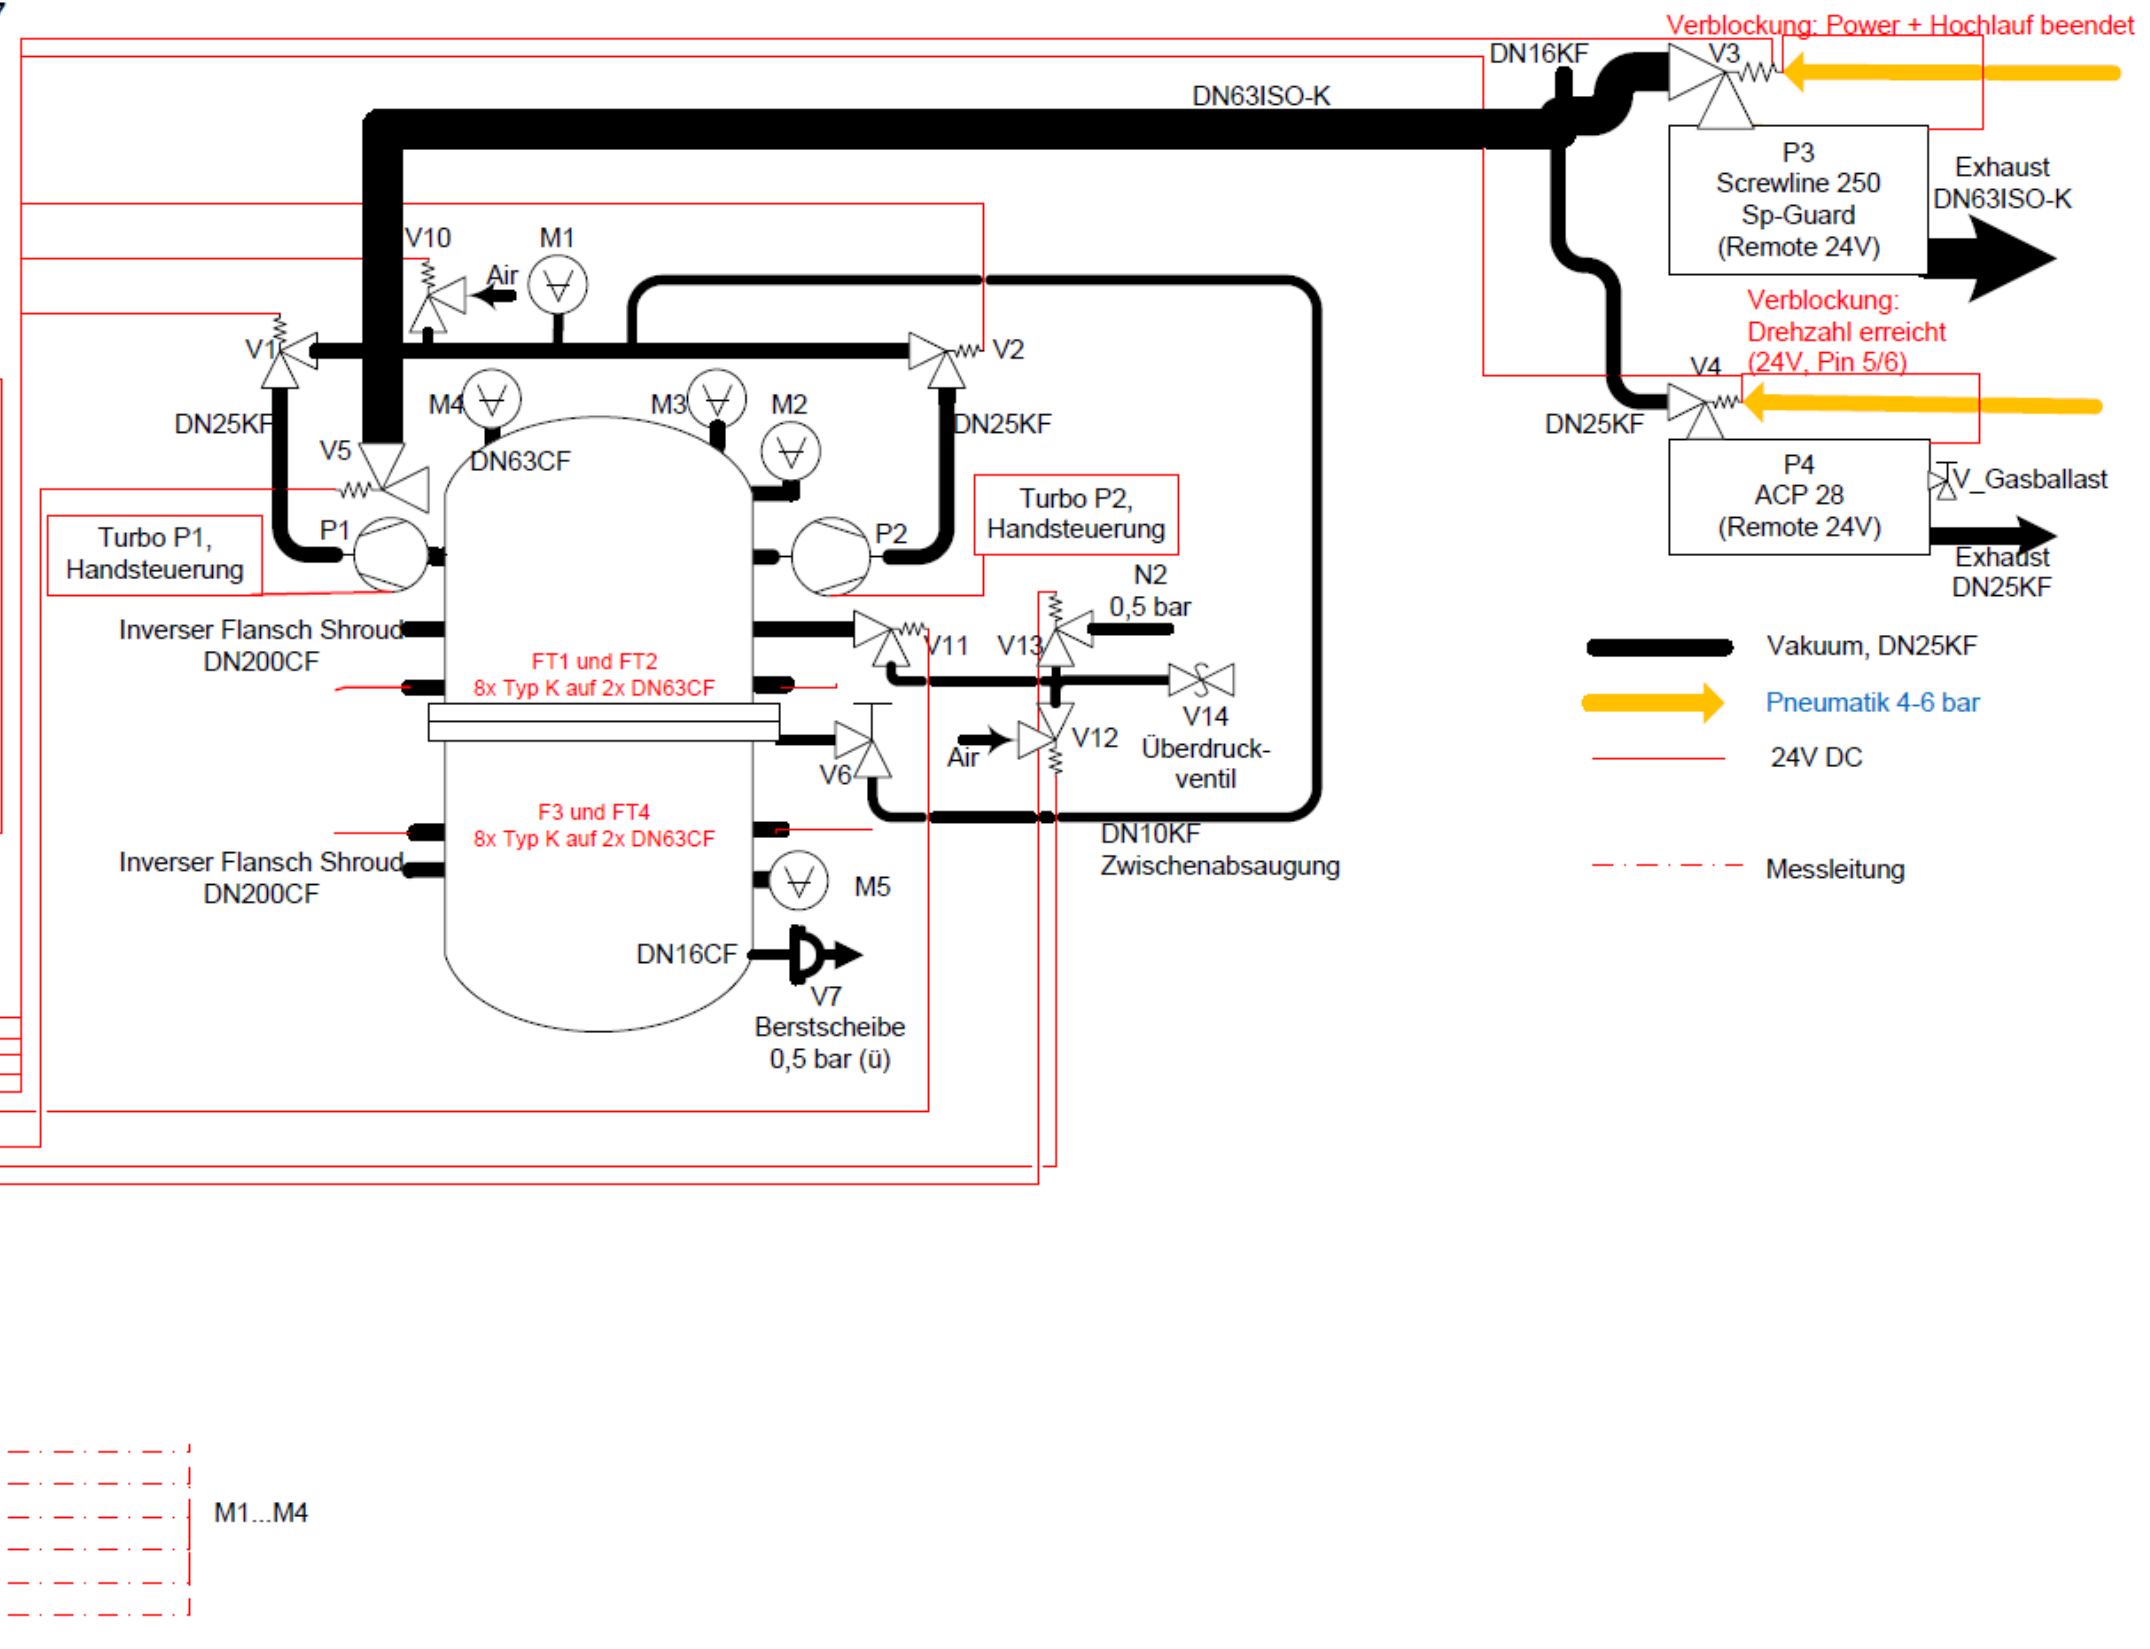 Verblockung: Power + Hochlauf beendet
DN16KF
V3
DN63ISO-K
P3
Screwline 250
Sp-Guard
(Remote 24V)
Exhaust
DN63ISO-K
V10
M1
Air
Verblockung:
Drehzahl erreicht
(24V, Pin 5/6)
V1
V2
V4
M4
M3
M2
DN25KF
DN25KF
DN25KF
V5
DN63CF
P4
ACP 28
(Remote 24V)
V_Gasballast
Turbo P1,
Handsteuerung
P1
P2
Turbo P2,
Handsteuerung
Exhaust
DN25KF
N2
0,5 bar
Inverser Flansch Shroud
DN200CF
V11
V13
Vakuum, DN25KF
FT1 und FT2
8x Typ K auf 2x DN63CF
Pneumatik 4-6 bar
V14
Überdruck-
ventil
V12
Air
V6
24V DC
F3 und FT4
8x Typ K auf 2x DN63CF
DN10KF
Zwischenabsaugung
Inverser Flansch Shroud
DN200CF
M5
Messleitung
DN16CF
V7
Berstscheibe
0,5 bar (ü)
M1...M4